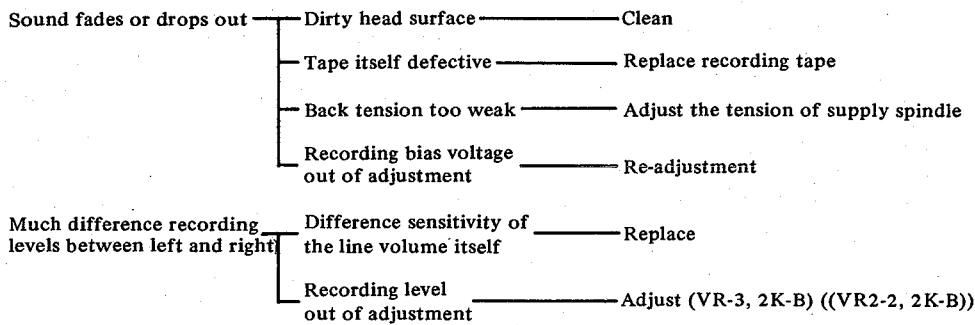 Sound fades or drops out Dirty head surface Clean
Tape itself defective Replace recording tape
Back tension too weak Adjust the tension of supply spindle
Recording bias voltage
out of adjustment Re-adjustment
Much difference recording
levels between left and right
Difference sensitivity of
the line volume itself Replace
Recording level
out of adjustment Adjust (VR-3, 2K-B) ((VR2-2, 2K-B))